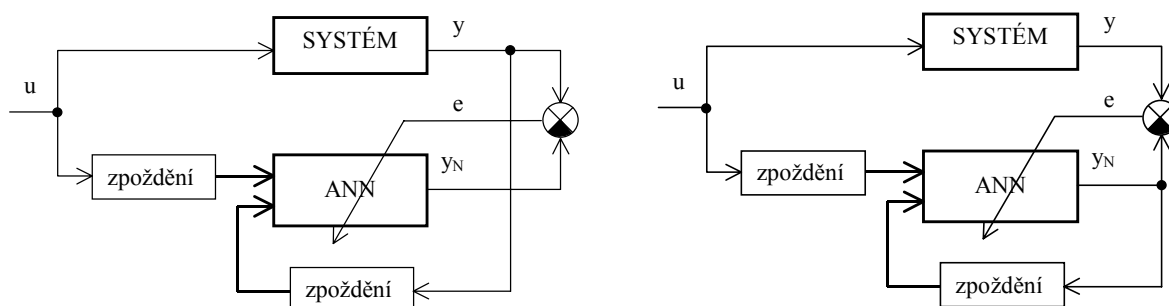 SYSTÉM
y
u
e
zpoždění
ANN
yN
zpoždění
SYSTÉM
y
u
e
zpoždění
ANN
yN
zpoždění